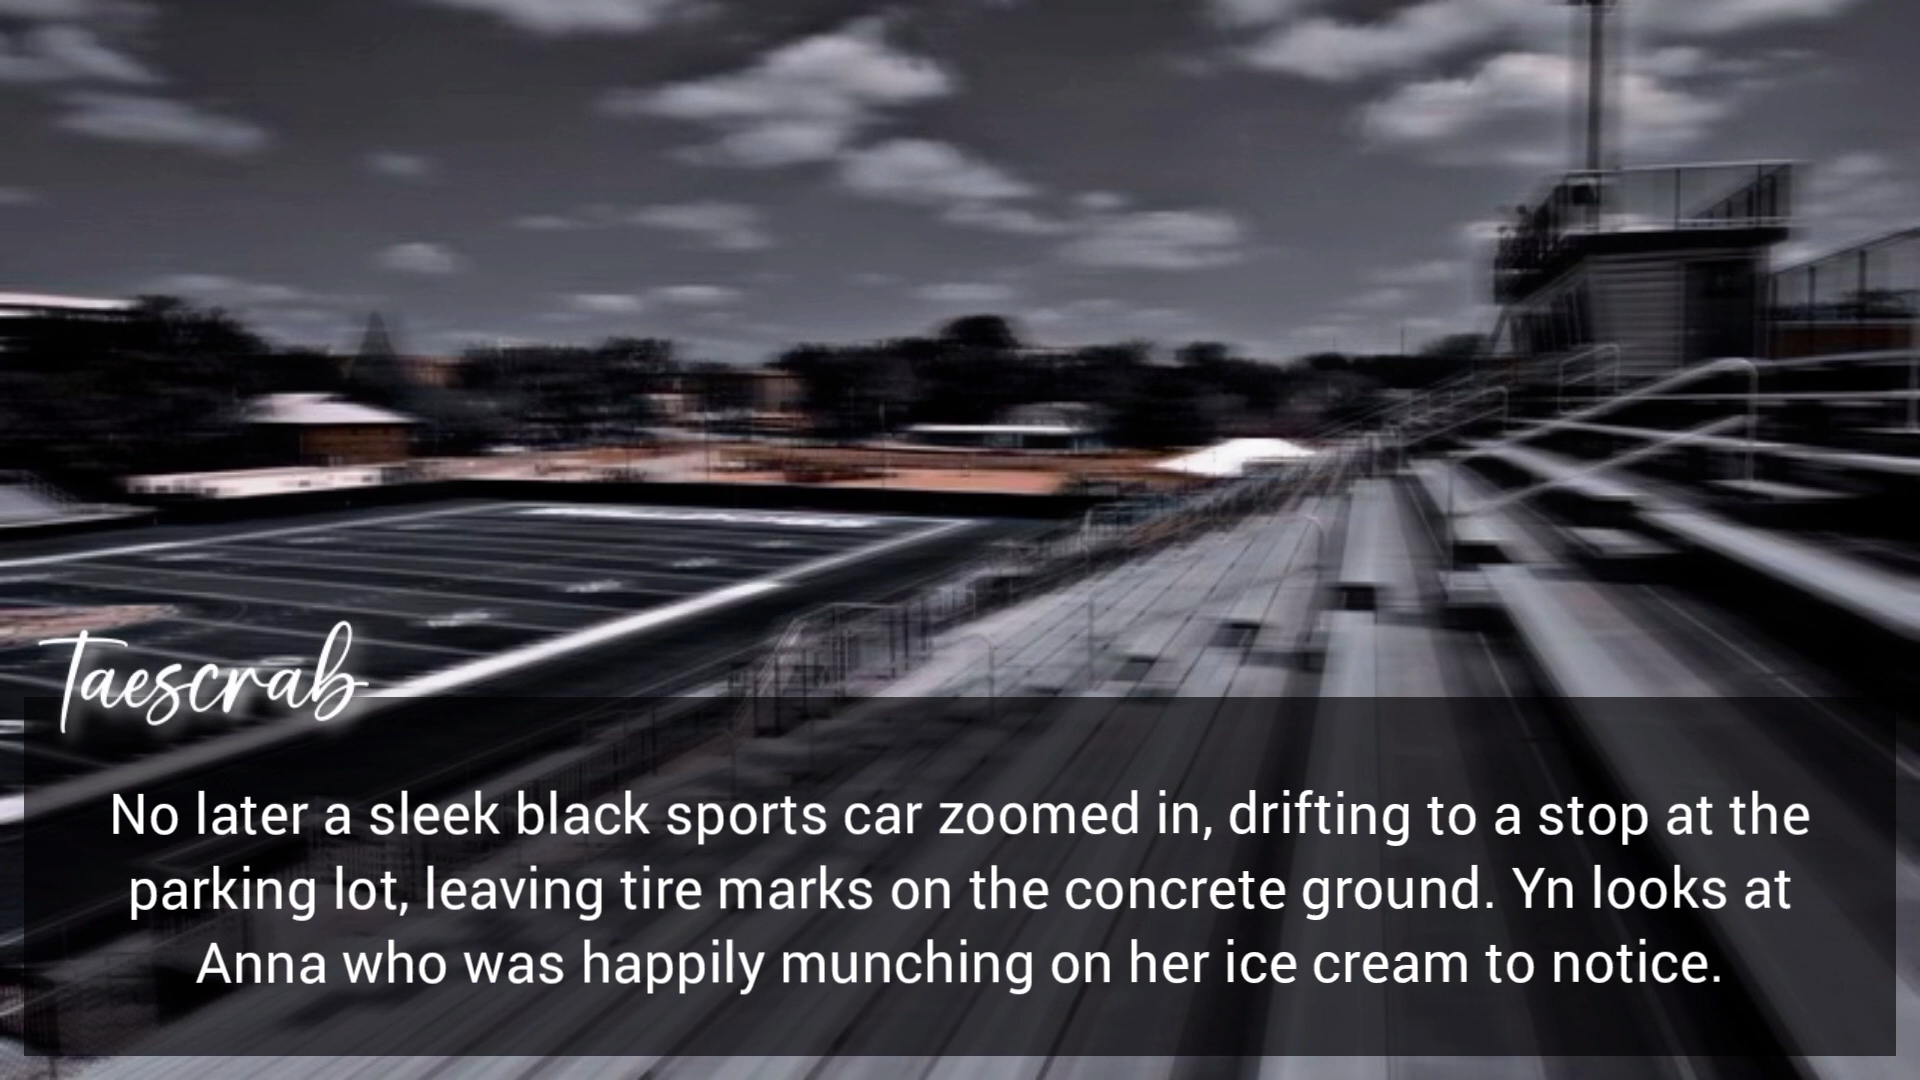 Taescrab
No later a sleek black sports car zoomed in, drifting to a stop at the
parking lot, leaving tire marks on the concrete ground. Yn looks at
Anna who was happily munching on her ice cream to notice.